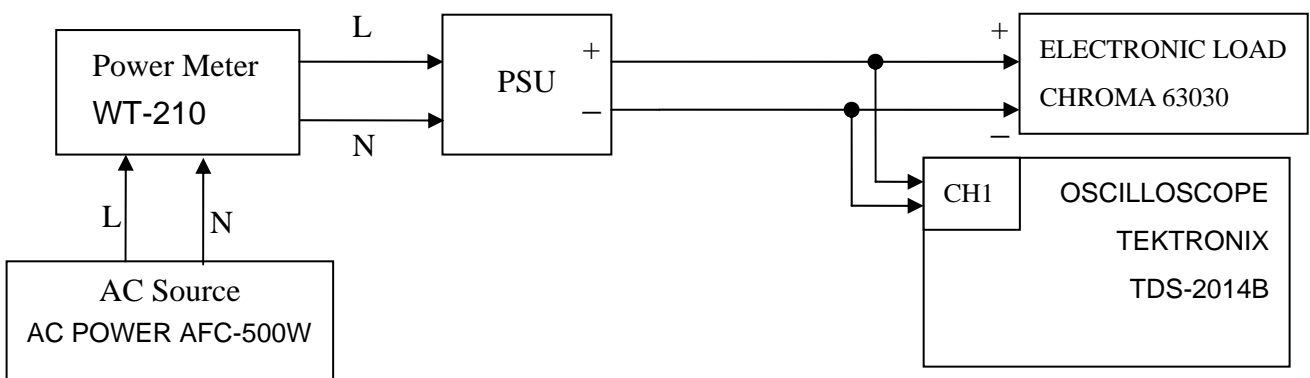 Power Meter
WT-210
L
N
PSU
+
−
+
−
ELECTRONIC LOAD
CHROMA 63030
CH1
OSCILLOSCOPE
TEKTRONIX
TDS-2014B
L
N
AC Source
AC POWER AFC-500W